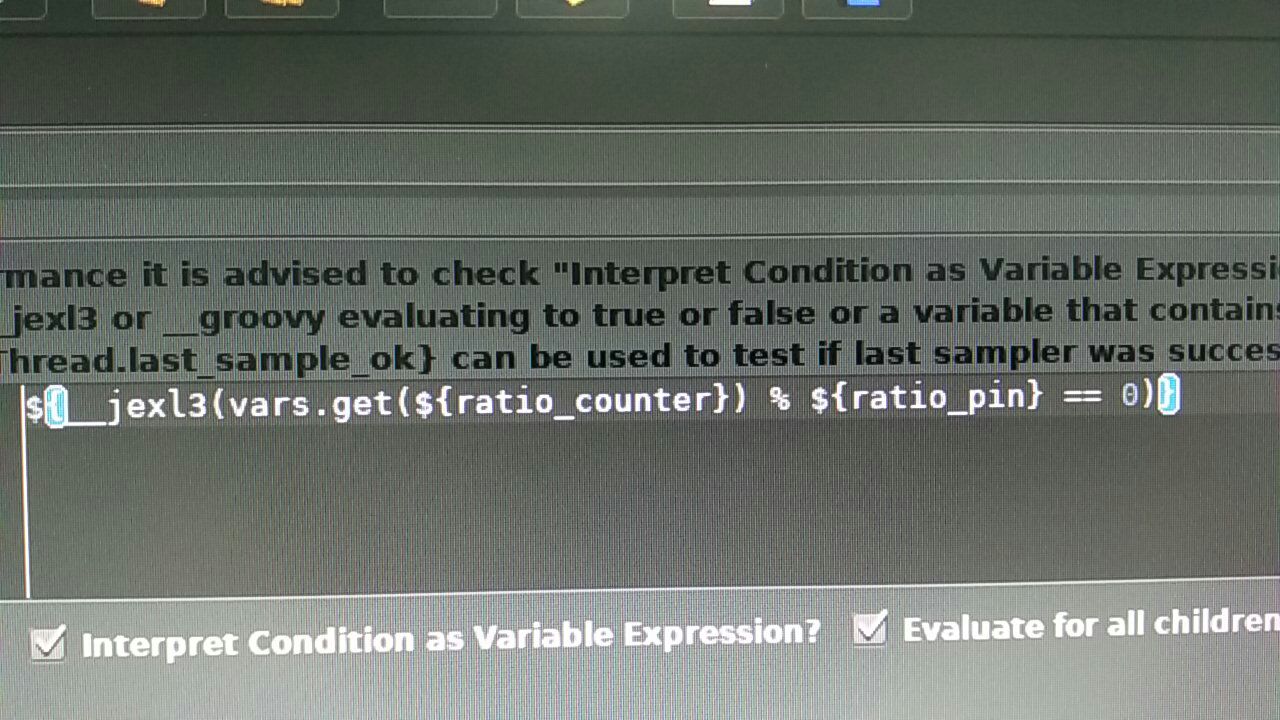 mance it is advised to check "Interpret Condition as Variable Expressi
_jexl3 or __groovy evaluating to true or false or a variable that contains
Thread.last_sample_ok} can be used to test if last sampler was succes
${__jexl3(vars.get(${ratio_counter}) % ${ratio_pin} == 0)}
Interpret Condition as Variable Expression? Evaluate for all children